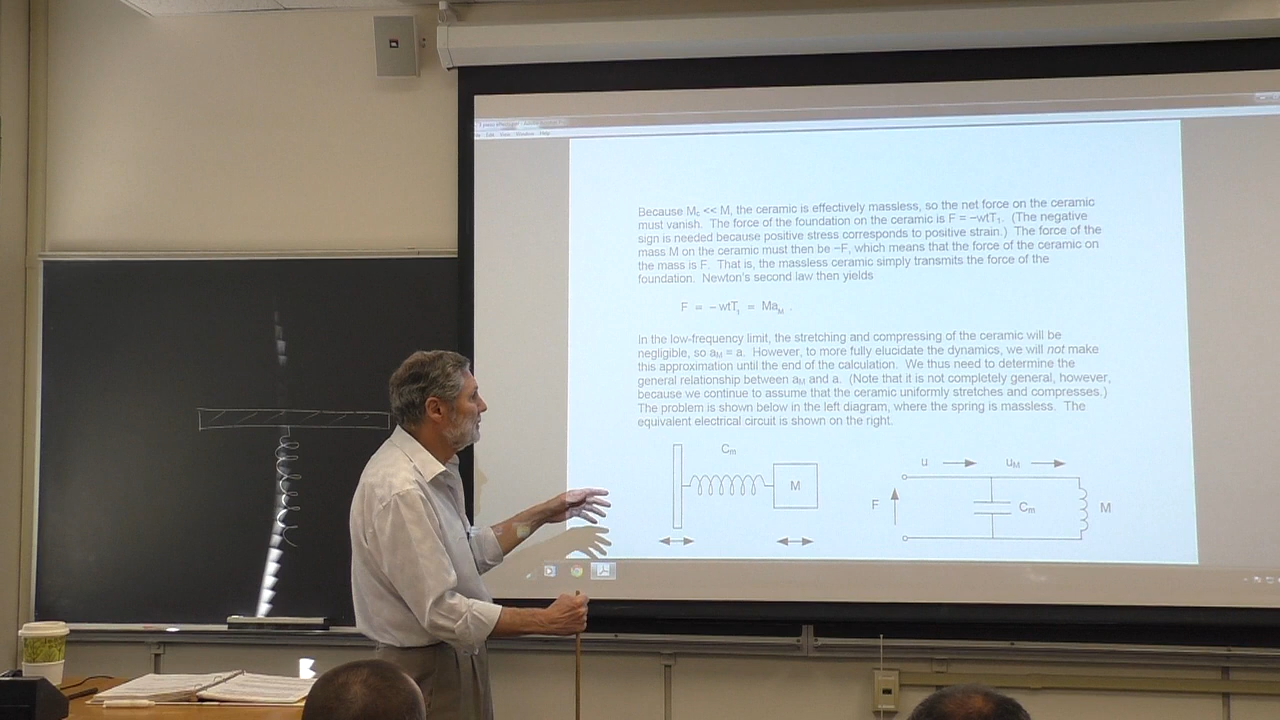 Edit View Window Help
Because Mc << M, the ceramic is effectively massless, so the net force on the ceramic
must vanish. The force of the foundation on the ceramic is F = −wtT₁. (The negative
sign is needed because positive stress corresponds to positive strain.) The force of the
mass M on the ceramic must then be −F, which means that the force of the ceramic on
the mass is F. That is, the massless ceramic simply transmits the force of the
foundation. Newton's second law then yields
F = − wtT₁ = Ma_M .
In the low-frequency limit, the stretching and compressing of the ceramic will be
negligible, so a_M = a. However, to more fully elucidate the dynamics, we will not make
this approximation until the end of the calculation. We thus need to determine the
general relationship between a_M and a. (Note that it is not completely general, however,
because we continue to assume that the ceramic uniformly stretches and compresses.)
The problem is shown below in the left diagram, where the spring is massless. The
equivalent electrical circuit is shown on the right.
Cm
M
u
u_M
F
Cm
M